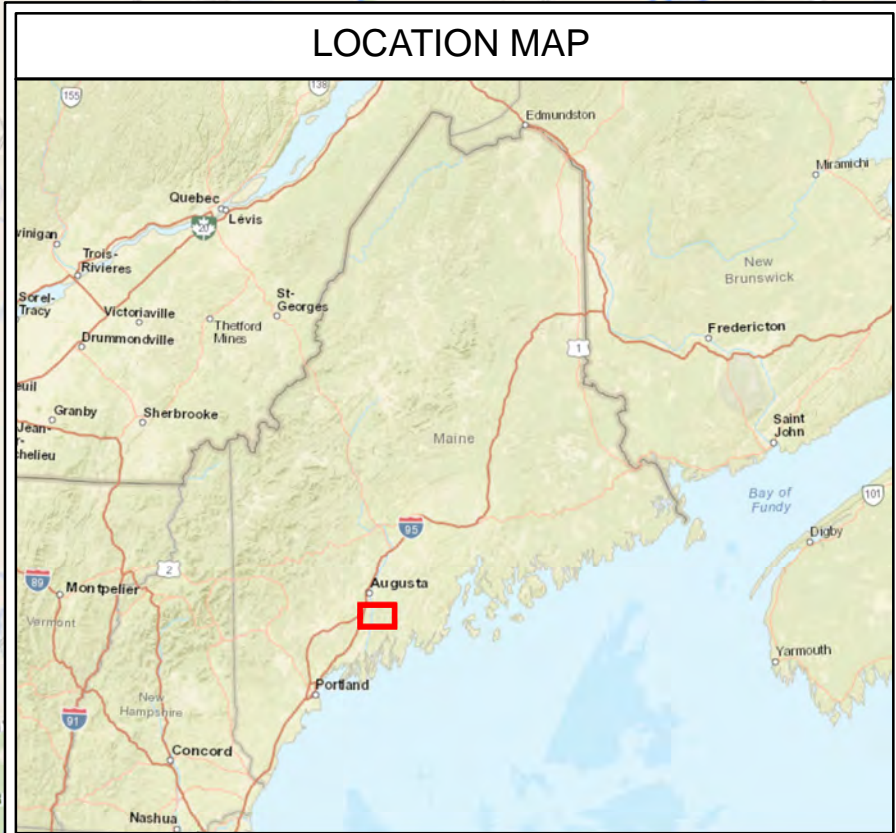 LOCATION MAP
155
138
Edmundston
Miramichi
Quebec
Lévis
20
vinigan
Trois-
Rivieres
New
Brunswick
Sorel-
Tracy
Victoriaville
St-
Georges
Thetford
Mines
Drummondville
Fredericton
1
euil
Granby
Sherbrooke
Jean-
r-
chelieu
Maine
Saint
John
Bay of
Fundy
101
95
Digby
2
89
Montpelier
Augusta
Vermont
Yarmouth
Portland
New
Hampshire
91
Concord
Nashua